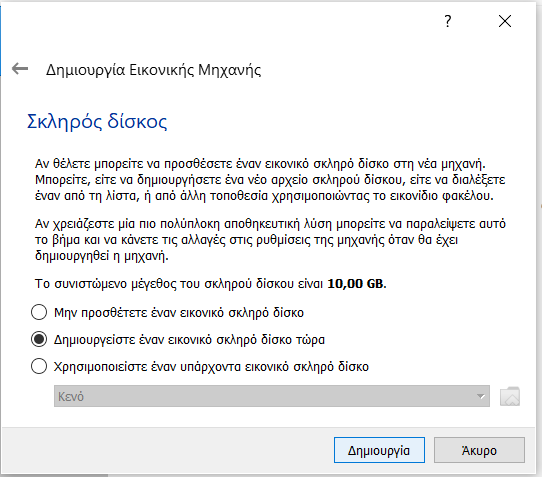 ?
Δημιουργία Εικονικής Μηχανής
Σκληρός δίσκος
Αν θέλετε μπορείτε να προσθέσετε έναν εικονικό σκληρό δίσκο στη νέα μηχανή.
Μπορείτε, είτε να δημιουργήσετε ένα νέο αρχείο σκληρού δίσκου, είτε να διαλέξετε
έναν από τη λίστα, ή από άλλη τοποθεσία χρησιμοποιώντας το εικονίδιο φακέλου.
Αν χρειάζεστε μία πιο πολύπλοκη αποθηκευτική λύση μπορείτε να παραλείψετε αυτό
το βήμα και να κάνετε τις αλλαγές στις ρυθμίσεις της μηχανής όταν θα έχει
δημιουργηθεί η μηχανή.
Το συνιστώμενο μέγεθος του σκληρού δίσκου είναι 10,00 GB.
Μην προσθέτετε έναν εικονικό σκληρό δίσκο
Δημιουργείστε έναν εικονικό σκληρό δίσκο τώρα
Χρησιμοποιείστε έναν υπάρχοντα εικονικό σκληρό δίσκο
Κενό
Δημιουργία
Άκυρο